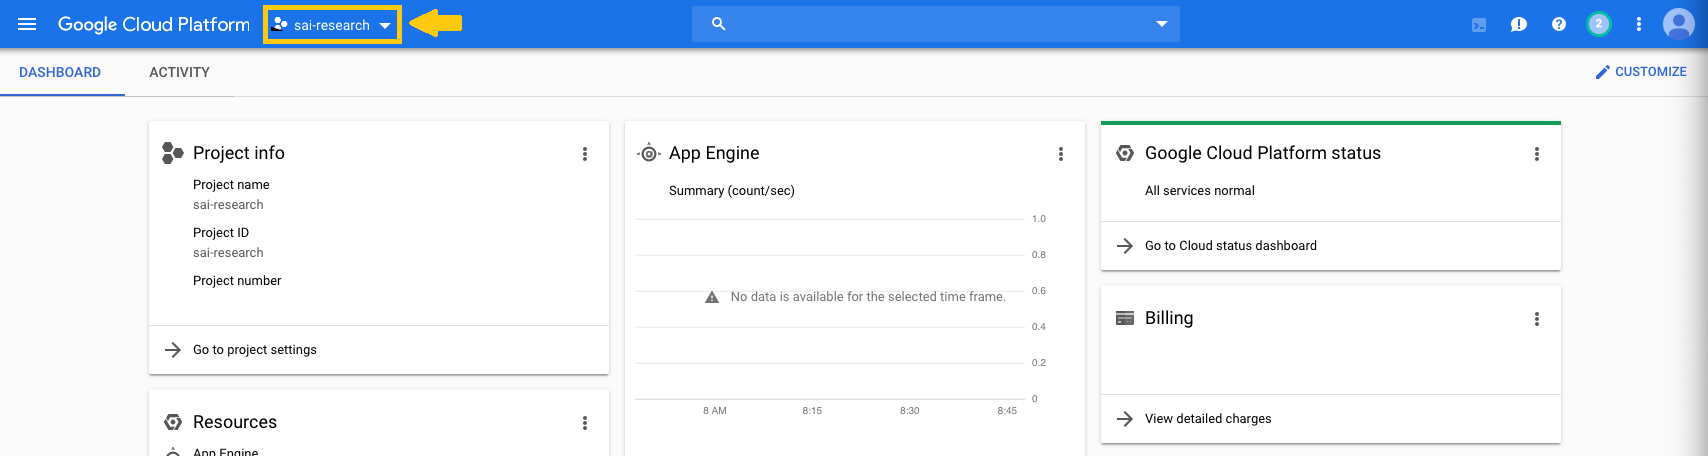 Google Cloud Platform
sai-research
2
DASHBOARD
ACTIVITY
CUSTOMIZE
Project info
Project name
sai-research
Project ID
sai-research
Project number
Go to project settings
Resources
App Engine
App Engine
Summary (count/sec)
1.0
0.8
0.6
No data is available for the selected time frame.
0.4
0.2
0
8 AM
8:15
8:30
8:45
Google Cloud Platform status
All services normal
Go to Cloud status dashboard
Billing
View detailed charges